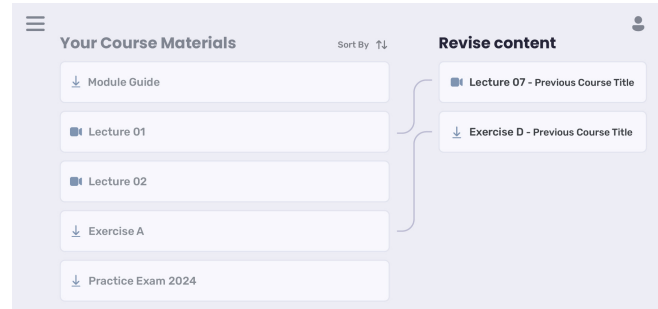 Your Course Materials
Sort By
Revise content
Module Guide
Lecture 07 - Previous Course Title
Lecture 01
Exercise D - Previous Course Title
Lecture 02
Exercise A
Practice Exam 2024